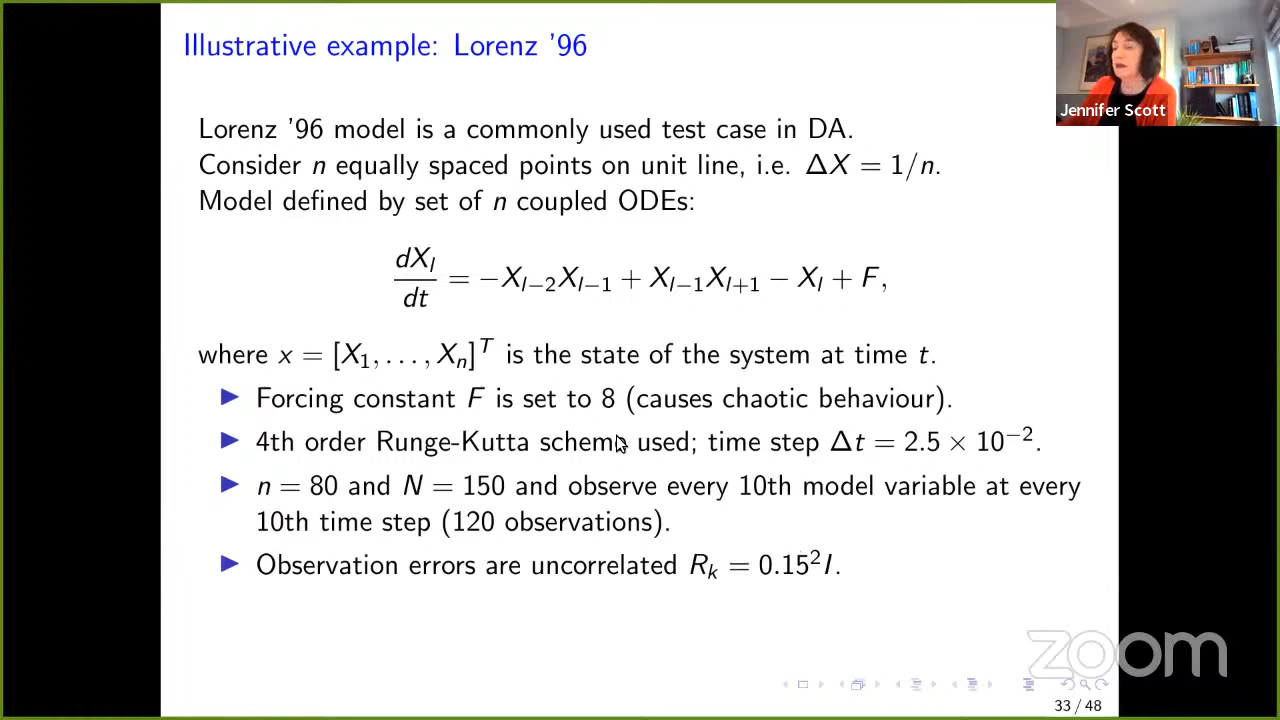 Illustrative example: Lorenz '96
Jennifer Scott
Lorenz '96 model is a commonly used test case in DA.
Consider n equally spaced points on unit line, i.e. ΔX = 1/n.
Model defined by set of n coupled ODEs:
dX_l/dt = −X_{l−2}X_{l−1} + X_{l−1}X_{l+1} − X_l + F,
where x = [X_1, . . . , X_n]^T is the state of the system at time t.
▶ Forcing constant F is set to 8 (causes chaotic behaviour).
▶ 4th order Runge-Kutta scheme used; time step Δt = 2.5 × 10^{−2}.
▶ n = 80 and N = 150 and observe every 10th model variable at every
10th time step (120 observations).
▶ Observation errors are uncorrelated R_k = 0.15^2 I.
zoom
33 / 48